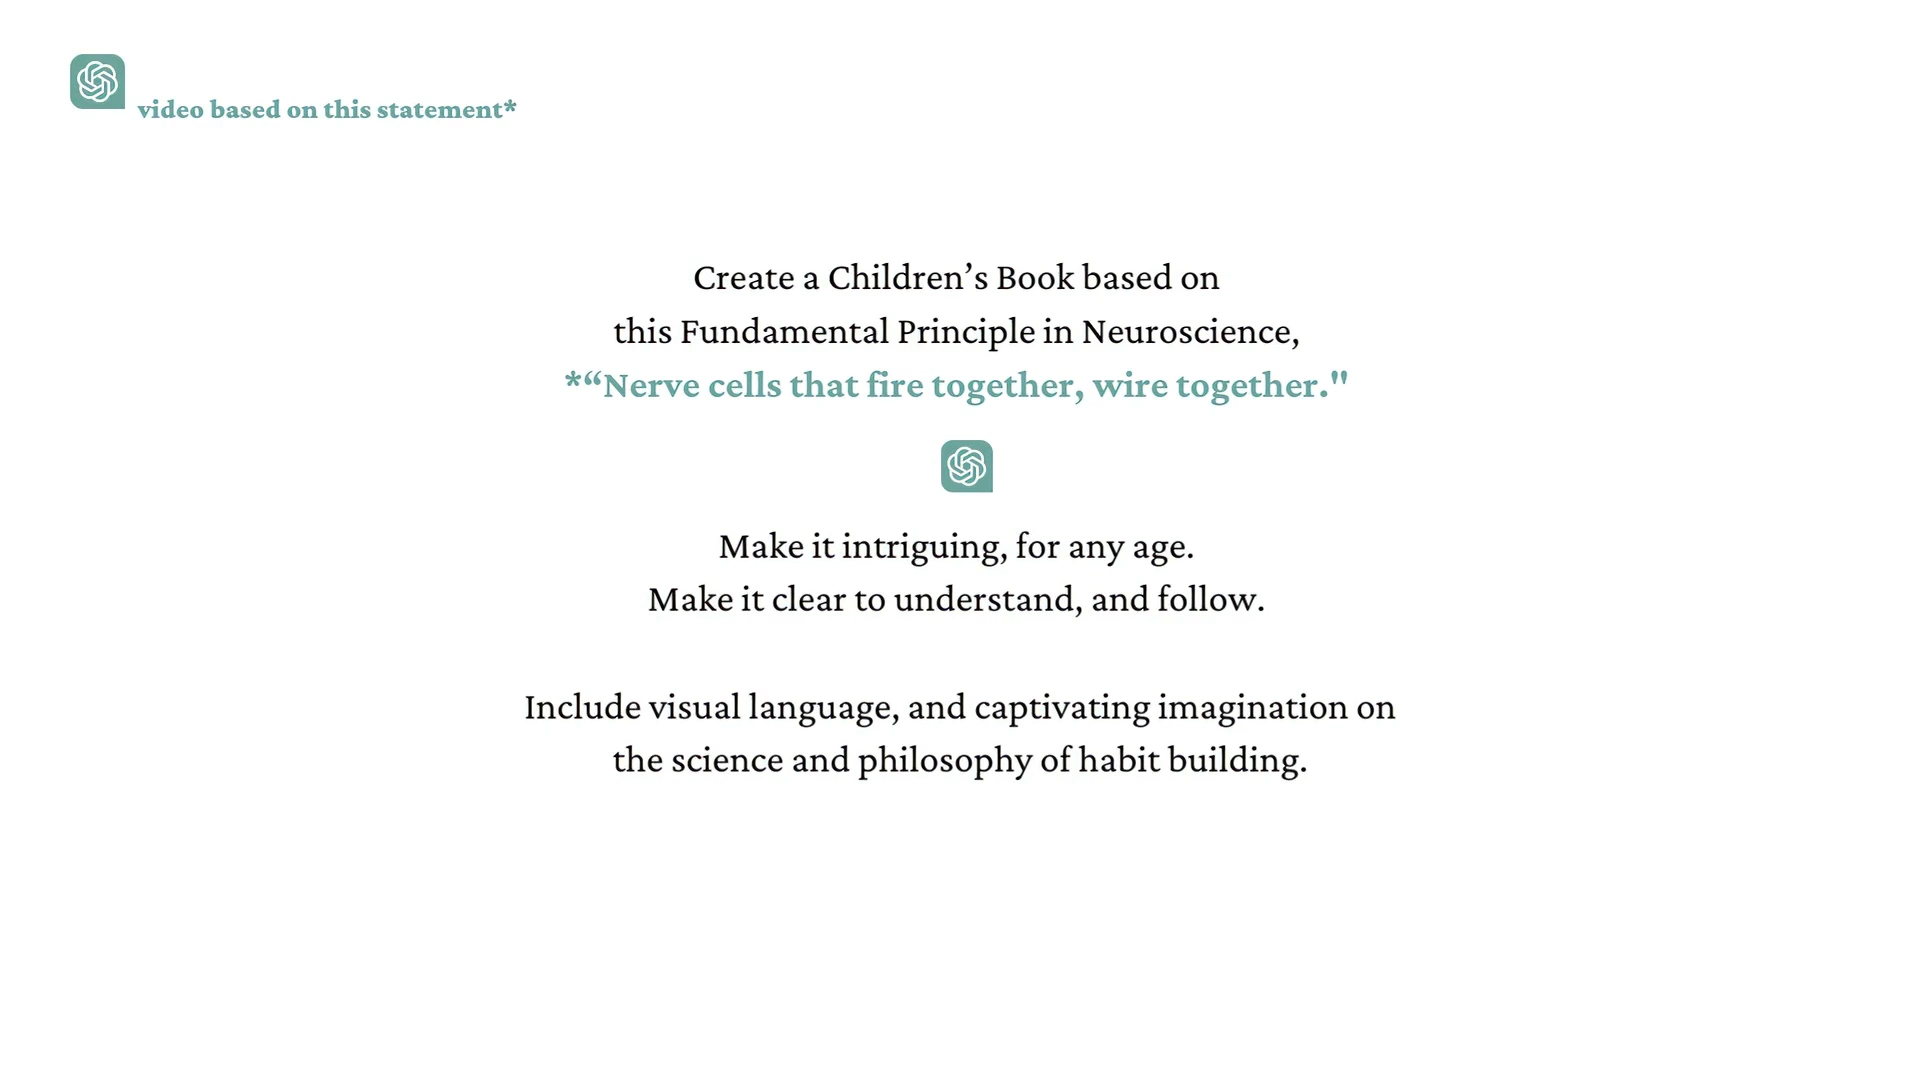 video based on this statement*
Create a Children’s Book based on
this Fundamental Principle in Neuroscience,
*“Nerve cells that fire together, wire together."
Make it intriguing, for any age.
Make it clear to understand, and follow.
Include visual language, and captivating imagination on
the science and philosophy of habit building.